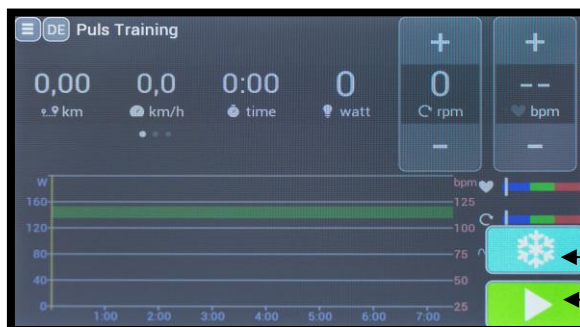 DE Puls Training
+ +
0,00 0,0 0:00 0 0 --
km km/h time watt rpm bpm
- -
W bpm
160 125
120 100
80 75
40 50
0 25
1:00 2:00 3:00 4:00 5:00 6:00 7:00